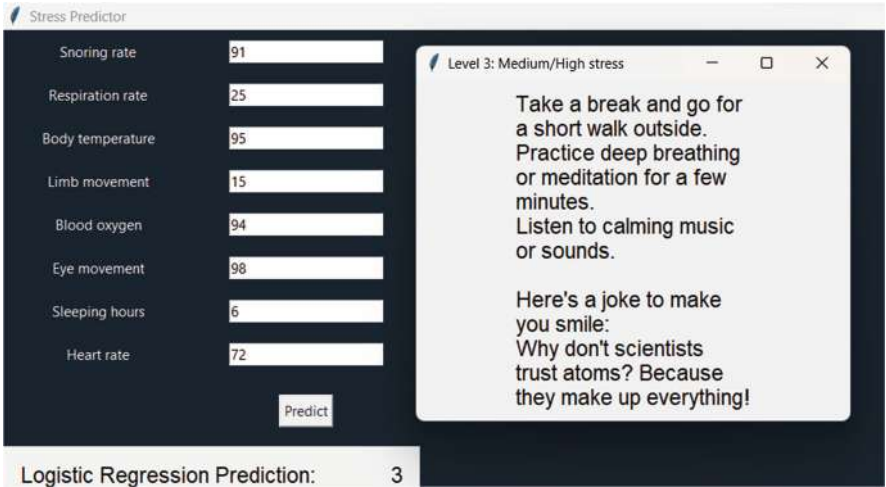 Stress Predictor
Snoring rate 91
Respiration rate 25
Body temperature 95
Limb movement 15
Blood oxygen 94
Eye movement 98
Sleeping hours 6
Heart rate 72
Predict
Logistic Regression Prediction: 3
Level 3: Medium/High stress
Take a break and go for
a short walk outside.
Practice deep breathing
or meditation for a few
minutes.
Listen to calming music
or sounds.
Here's a joke to make
you smile:
Why don't scientists
trust atoms? Because
they make up everything!